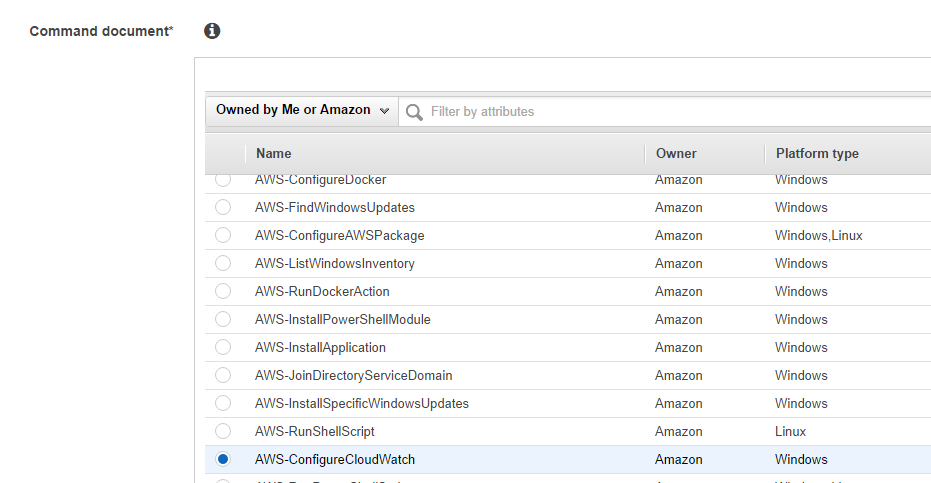 Command document*
Owned by Me or Amazon Filter by attributes
Name Owner Platform type
AWS-ConfigureDocker Amazon Windows
AWS-FindWindowsUpdates Amazon Windows
AWS-ConfigureAWSPackage Amazon Windows,Linux
AWS-ListWindowsInventory Amazon Windows
AWS-RunDockerAction Amazon Windows
AWS-InstallPowerShellModule Amazon Windows
AWS-InstallApplication Amazon Windows
AWS-JoinDirectoryServiceDomain Amazon Windows
AWS-InstallSpecificWindowsUpdates Amazon Windows
AWS-RunShellScript Amazon Linux
AWS-ConfigureCloudWatch Amazon Windows